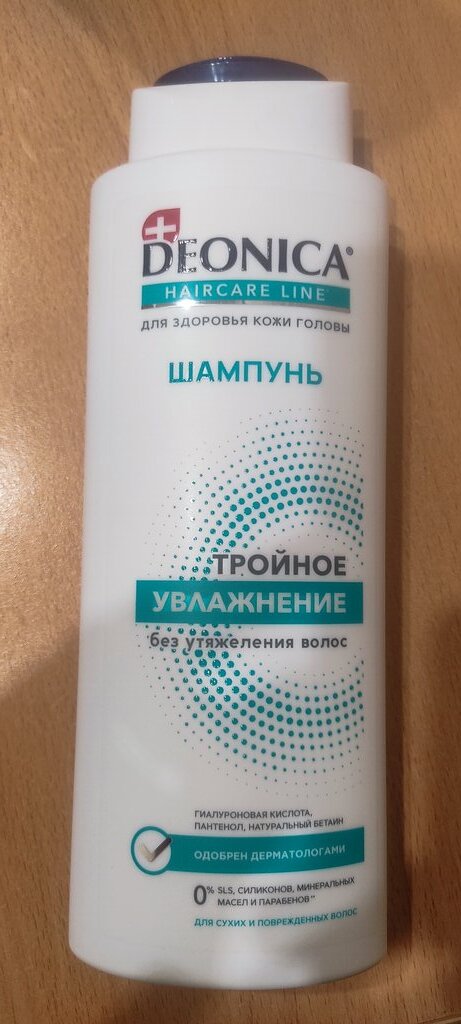 DEONICA®
HAIRCARE LINE
ДЛЯ ЗДОРОВЬЯ КОЖИ ГОЛОВЫ
ШАМПУНЬ
ТРОЙНОЕ
УВЛАЖНЕНИЕ
без утяжеления волос
ГИАЛУРОНОВАЯ КИСЛОТА,
ПАНТЕНОЛ, НАТУРАЛЬНЫЙ БЕТАИН
ОДОБРЕН ДЕРМАТОЛОГАМИ
0% SLS, СИЛИКОНОВ, МИНЕРАЛЬНЫХ
МАСЕЛ И ПАРАБЕНОВ**
ДЛЯ СУХИХ И ПОВРЕЖДЕННЫХ ВОЛОС